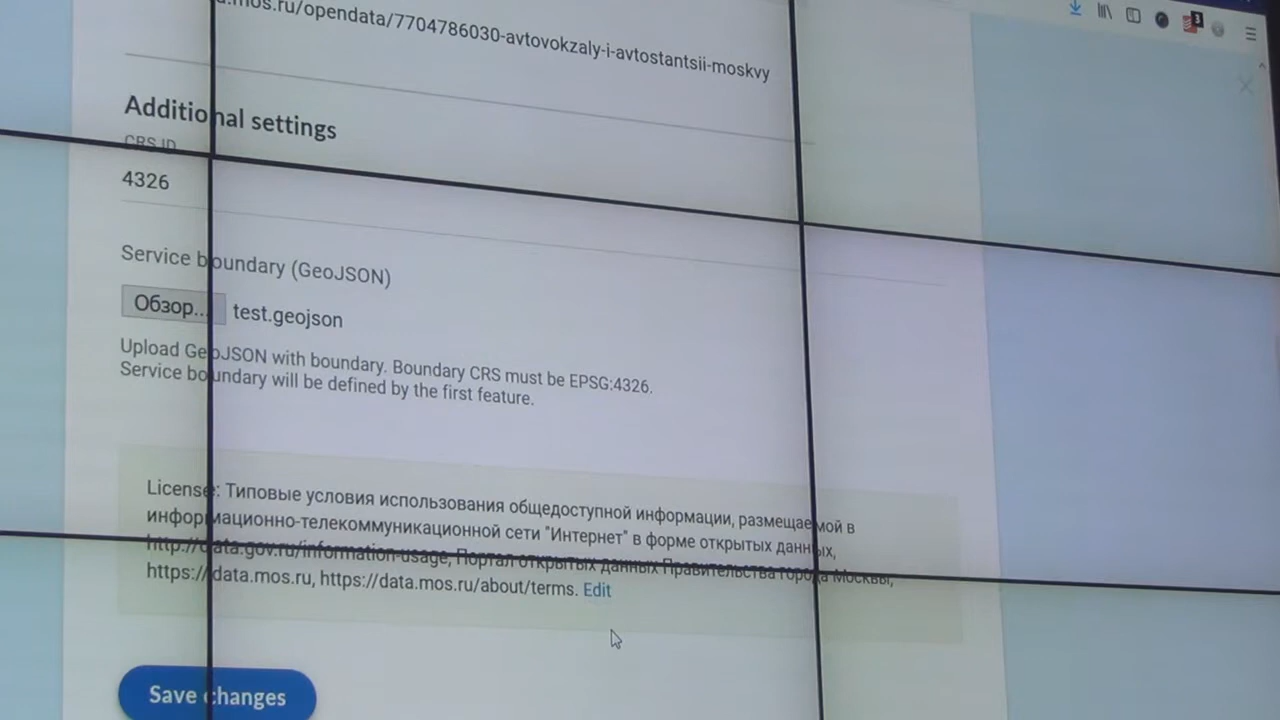 .mos.ru/opendata/7704786030-avtovokzaly-i-avtostantsii-moskvy
3
Additional settings
CRS ID
4326
Service boundary (GeoJSON)
Обзор... test.geojson
Upload GeoJSON with boundary. Boundary CRS must be EPSG:4326.
Service boundary will be defined by the first feature.
License: Типовые условия использования общедоступной информации, размещаемой в
информационно-телекоммуникационной сети "Интернет" в форме открытых данных,
http://data.gov.ru/information-usage, Портал открытых данных Правительства города Москвы,
https://data.mos.ru, https://data.mos.ru/about/terms. Edit
Save changes